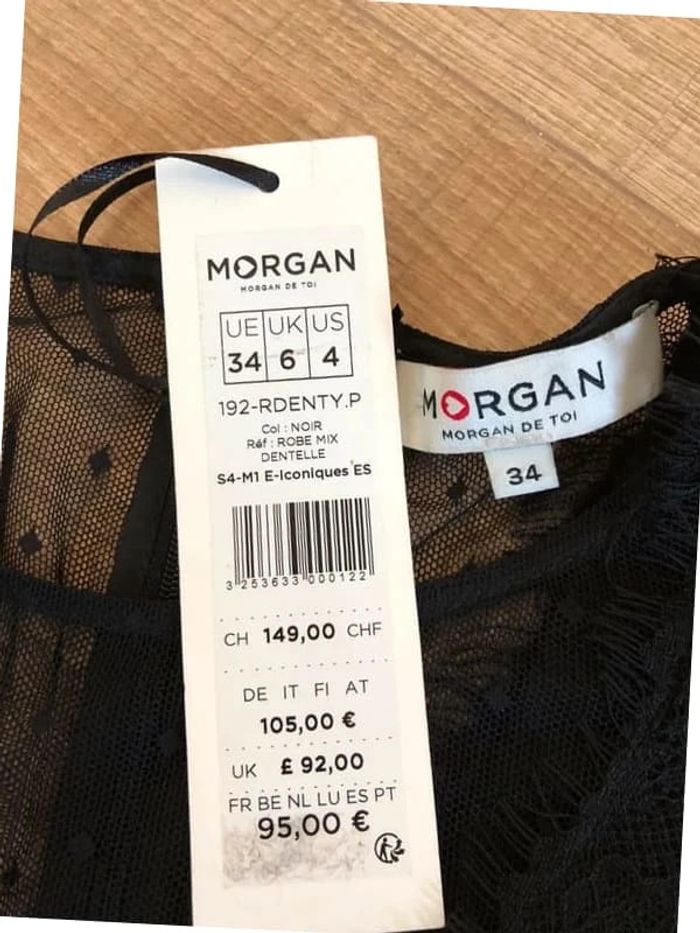 MORGAN
MORGAN DE TOI
UE UK US
34 6 4
192-RDENTY.P
Col : NOIR
Réf : ROBE MIX
DENTELLE
S4-M1 E-Iconiques ES
3 253633 000122
CH 149,00 CHF
DE IT FI AT
105,00 €
UK £ 92,00
FR BE NL LU ES PT
95,00 €
MORGAN
MORGAN DE TOI
34